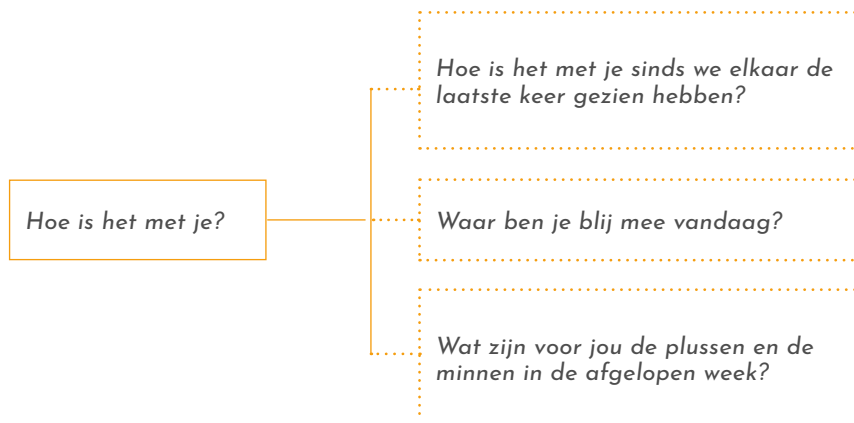 Hoe is het met je?
Hoe is het met je sinds we elkaar de
laatste keer gezien hebben?
Waar ben je blij mee vandaag?
Wat zijn voor jou de plussen en de
minnen in de afgelopen week?